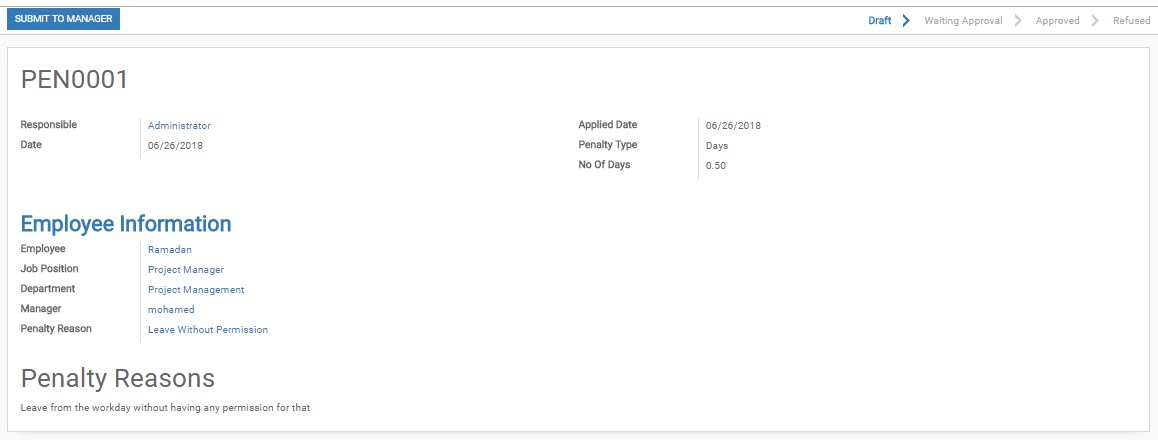 SUBMIT TO MANAGER
Draft Waiting Approval Approved Refused
PEN0001
Responsible Administrator
Date 06/26/2018
Applied Date 06/26/2018
Penalty Type Days
No Of Days 0.50
Employee Information
Employee Ramadan
Job Position Project Manager
Department Project Management
Manager mohamed
Penalty Reason Leave Without Permission
Penalty Reasons
Leave from the workday without having any permission for that